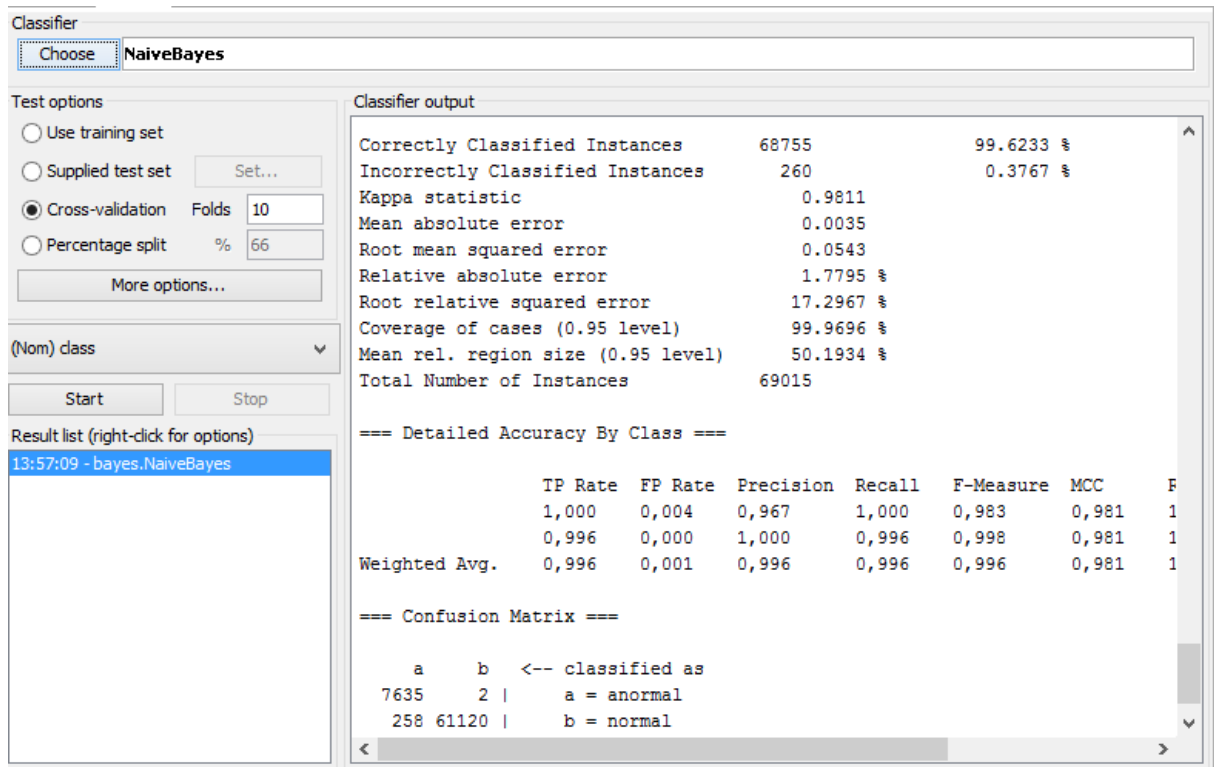 Classifier
Choose NaiveBayes
Test options
Use training set
Supplied test set Set...
Cross-validation Folds 10
Percentage split % 66
More options...
(Nom) class
Start Stop
Result list (right-click for options)
13:57:09 - bayes.NaiveBayes
Classifier output
Correctly Classified Instances 68755 99.6233 %
Incorrectly Classified Instances 260 0.3767 %
Kappa statistic 0.9811
Mean absolute error 0.0035
Root mean squared error 0.0543
Relative absolute error 1.7795 %
Root relative squared error 17.2967 %
Coverage of cases (0.95 level) 99.9696 %
Mean rel. region size (0.95 level) 50.1934 %
Total Number of Instances 69015
=== Detailed Accuracy By Class ===
TP Rate FP Rate Precision Recall F-Measure MCC
1,000 0,004 0,967 1,000 0,983 0,981 1
0,996 0,000 1,000 0,996 0,998 0,981 1
Weighted Avg. 0,996 0,001 0,996 0,996 0,996 0,981 1
=== Confusion Matrix ===
a b <-- classified as
7635 2 | a = anormal
258 61120 | b = normal